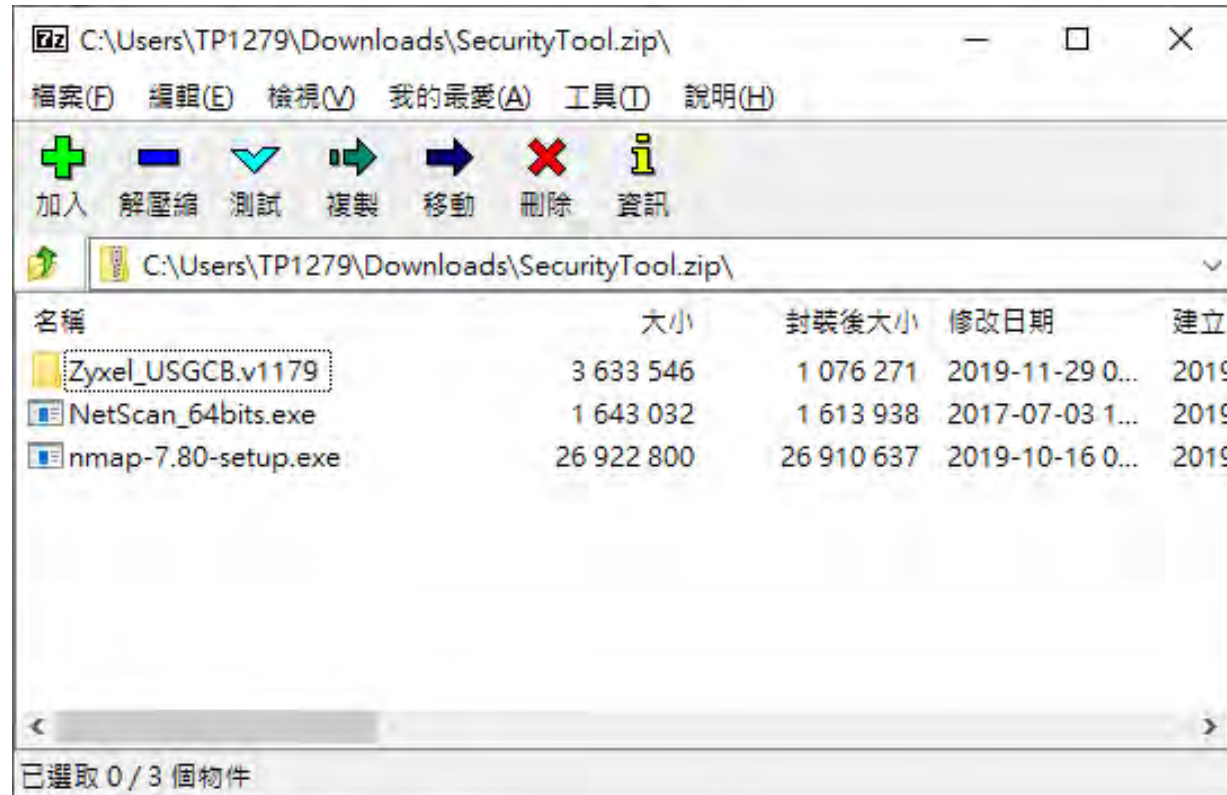 7z C:\Users\TP1279\Downloads\SecurityTool.zip\
檔案(F) 編輯(E) 檢視(V) 我的最愛(A) 工具(T) 說明(H)
加入 解壓縮 測試 複製 移動 刪除 資訊
C:\Users\TP1279\Downloads\SecurityTool.zip\
名稱 大小 封裝後大小 修改日期 建立
Zyxel_USGCB.v1179 3 633 546 1 076 271 2019-11-29 0... 2019
NetScan_64bits.exe 1 643 032 1 613 938 2017-07-03 1... 2019
nmap-7.80-setup.exe 26 922 800 26 910 637 2019-10-16 0... 2019
已選取 0 / 3 個物件